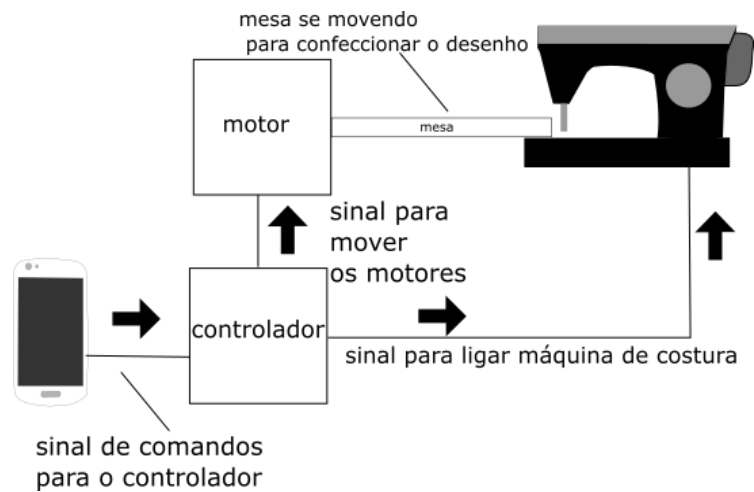 mesa se movendo
para confeccionar o desenho
motor
mesa
sinal para
mover
os motores
controlador
sinal para ligar máquina de costura
sinal de comandos
para o controlador